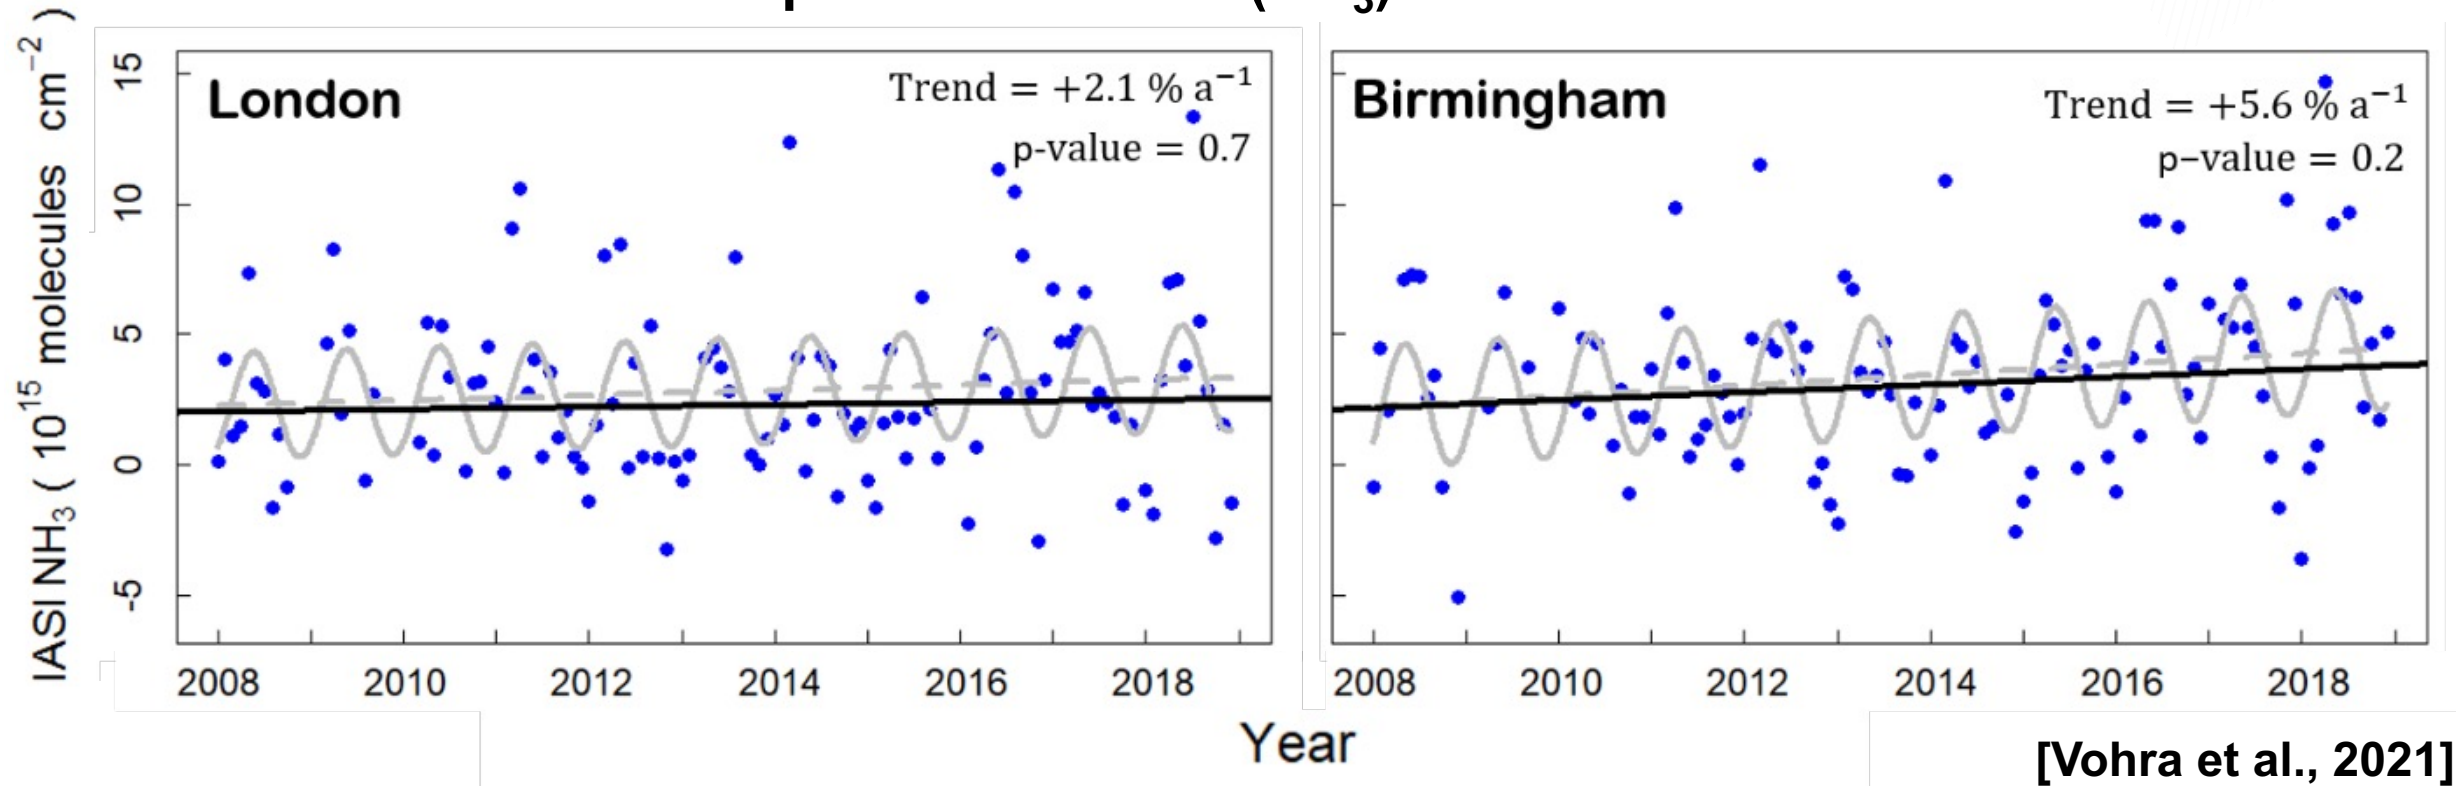 London
Trend = +2.1 % a⁻¹
p-value = 0.7
Birmingham
Trend = +5.6 % a⁻¹
p-value = 0.2
IASI NH₃ ( 10¹⁵ molecules cm⁻²)
15
10
5
0
-5
2008 2010 2012 2014 2016 2018
2008 2010 2012 2014 2016 2018
Year
[Vohra et al., 2021]